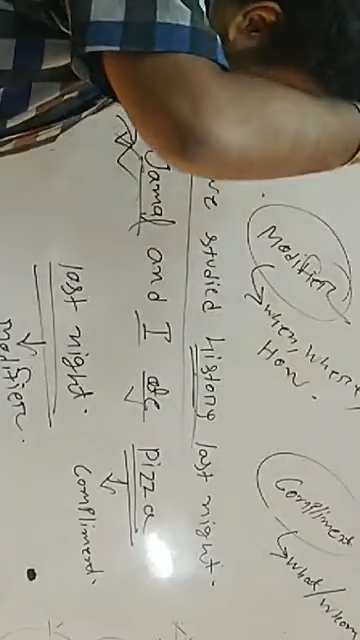 Modifier
when, where,
How.
Compliment
what/whom
we studied history last night.
Jamal and I ate pizza
Compliment.
last night.
modifier.